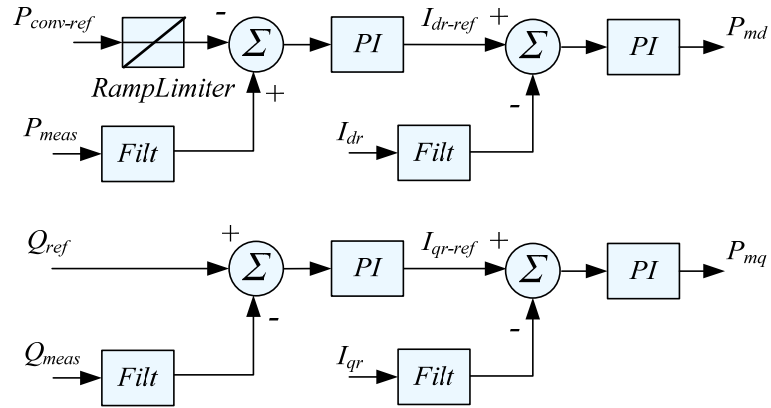 P_conv-ref
-
Σ
PI
I_dr-ref
+
Σ
PI
P_md
RampLimiter
+
P_meas
Filt
I_dr
Filt
-
Q_ref
+
Σ
PI
I_qr-ref
+
Σ
PI
P_mq
-
Q_meas
Filt
I_qr
Filt
-